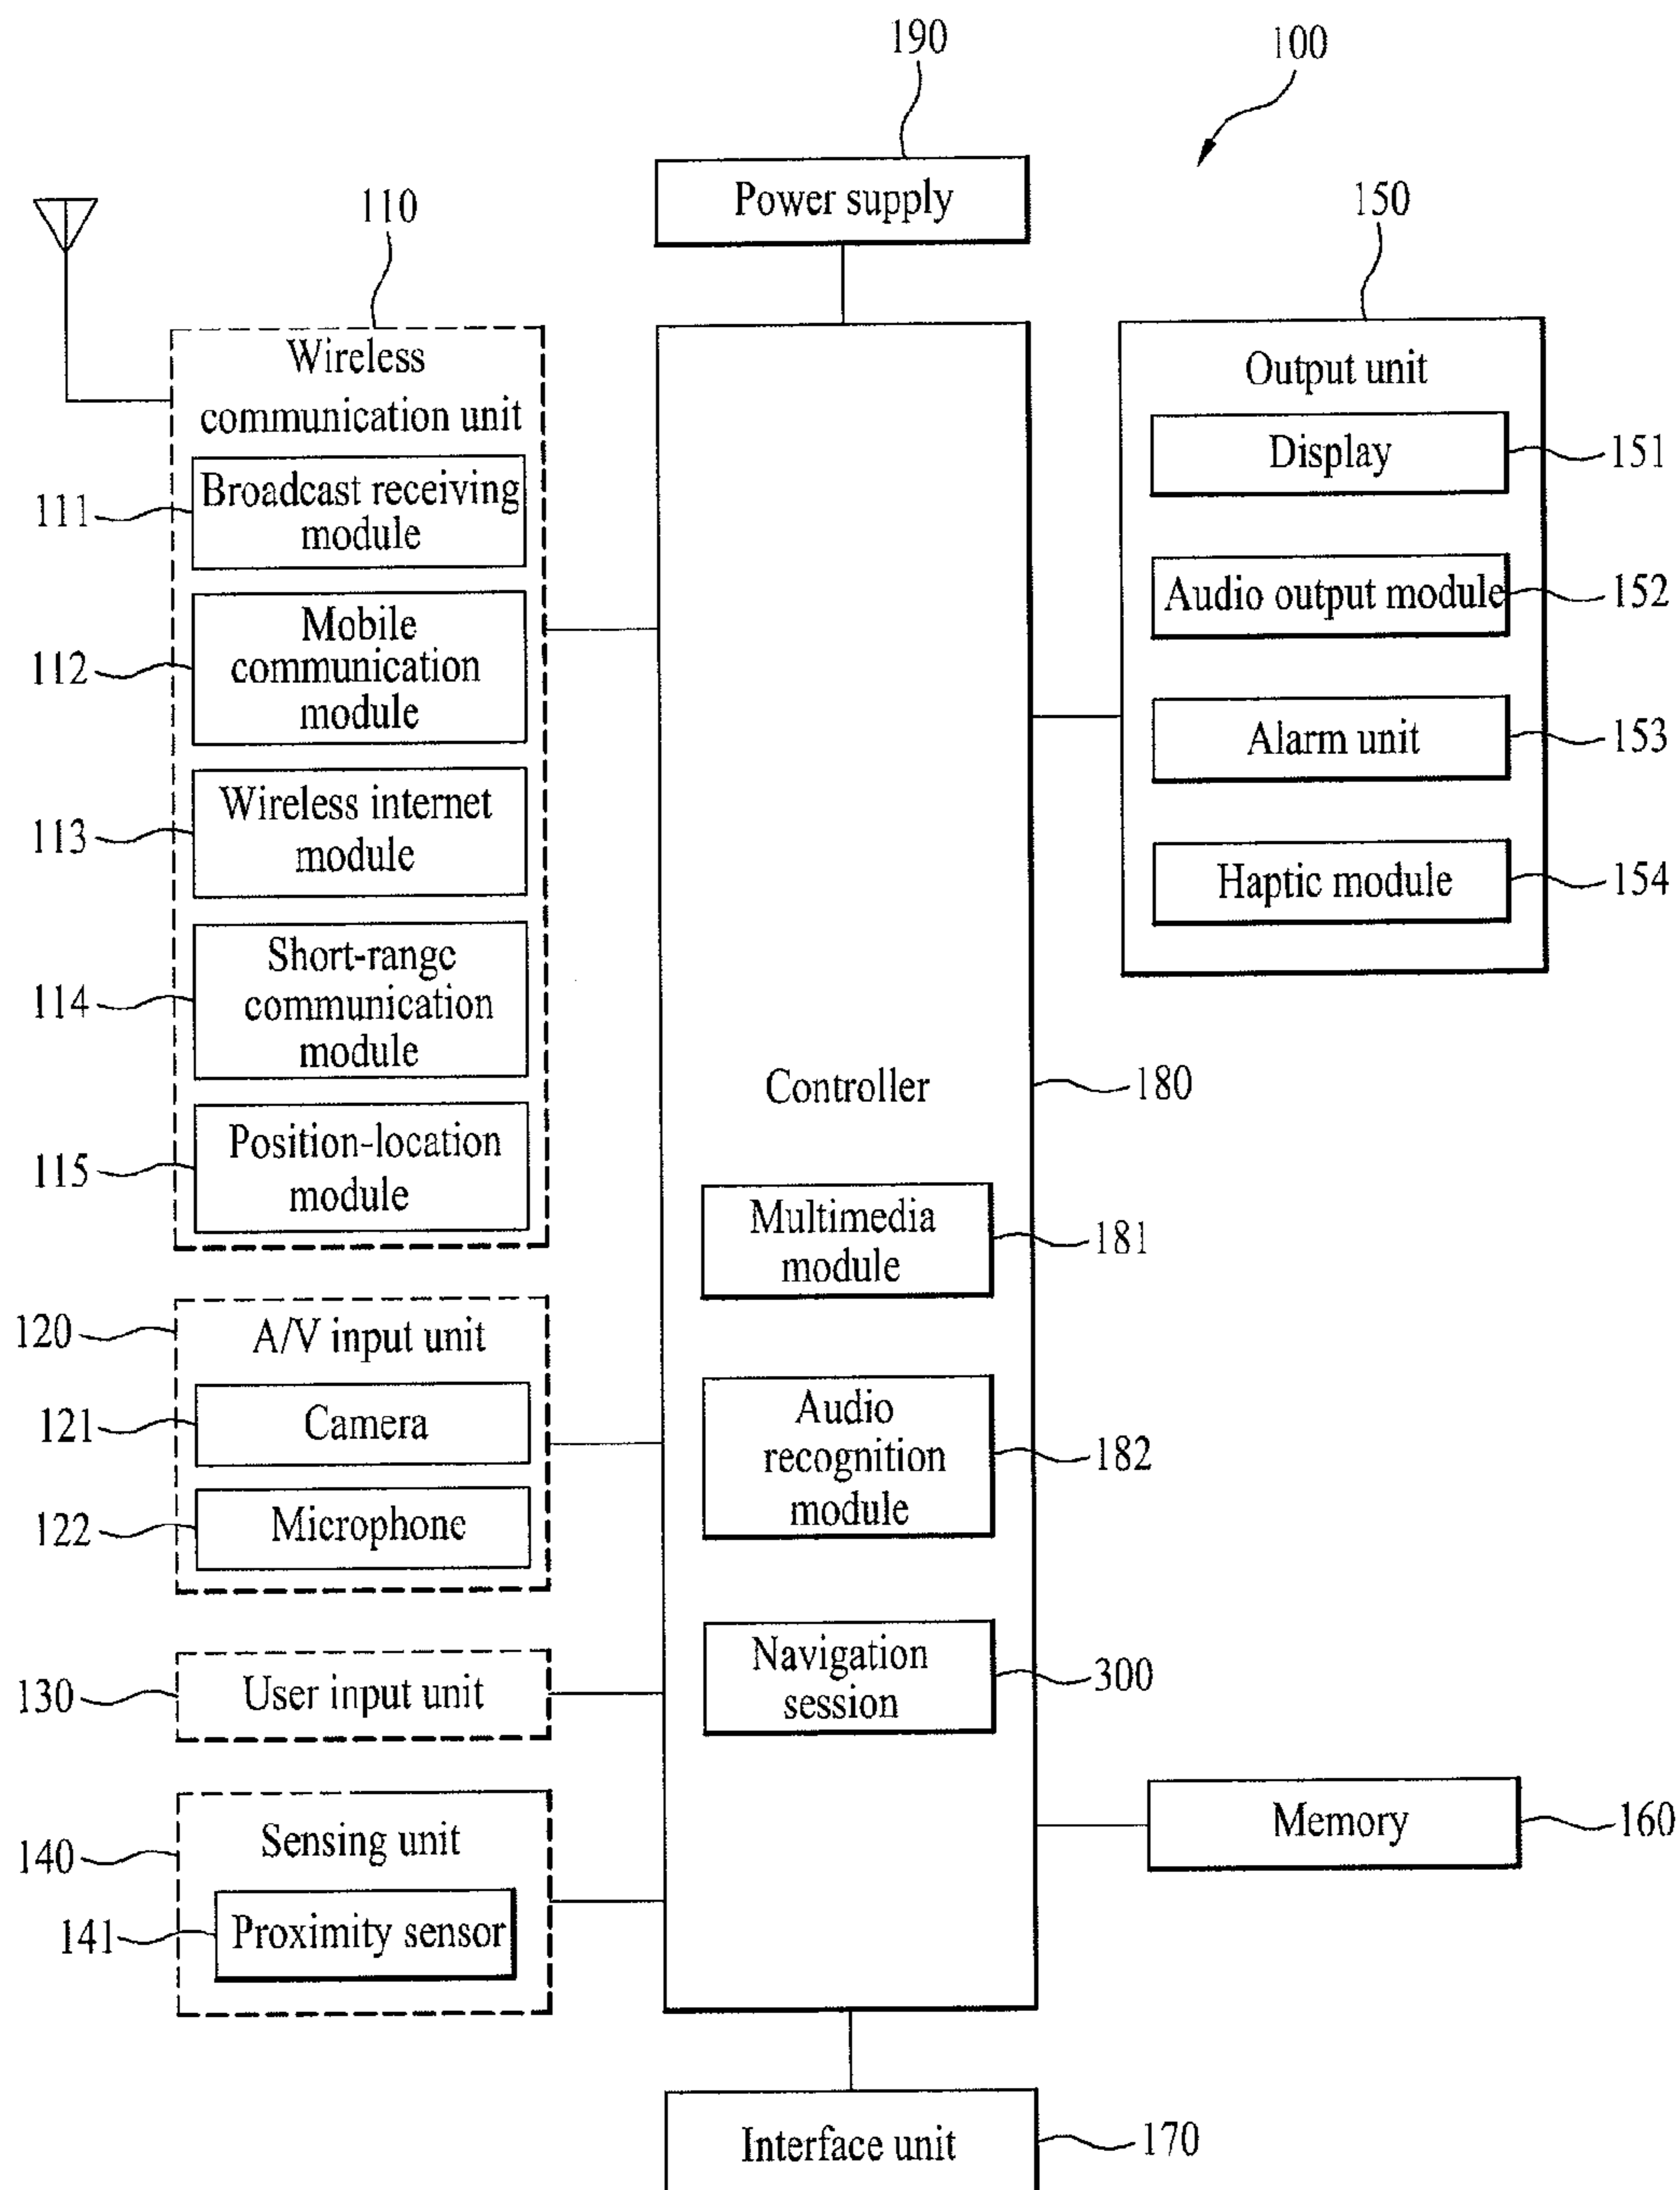 190
100
Power supply
110
150
Wireless
communication unit
Output unit
Display
151
Broadcast receiving
module
111
Audio output module
152
Mobile
communication
module
112
Alarm unit
153
Wireless internet
module
113
Haptic module
154
Short-range
communication
module
114
Controller
180
Position-location
module
115
Multimedia
module
181
120
A/V input unit
121
Camera
Audio
recognition
module
182
122
Microphone
130
User input unit
Navigation
session
300
140
Sensing unit
Memory
160
141
Proximity sensor
Interface unit
170